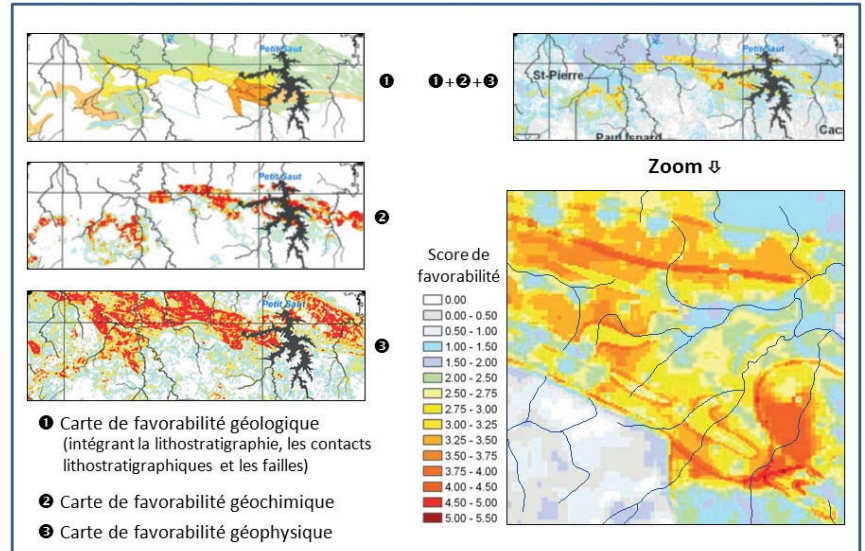 Petit Saut
❶
Petit Saut
❷
Petit Saut
❸
❶ Carte de favorabilité géologique
(intégrant la lithostratigraphie, les contacts
lithostratigraphiques et les failles)
❷ Carte de favorabilité géochimique
❸ Carte de favorabilité géophysique
❶+❷+❸
Petit Saut
St-Pierre
Paul Isnard
Cac
Zoom ⇩
Score de
favorabilité
0.00
0.00 - 0.50
0.50 - 1.00
1.00 - 1.50
1.50 - 2.00
2.00 - 2.50
2.50 - 2.75
2.75 - 3.00
3.00 - 3.25
3.25 - 3.50
3.50 - 3.75
3.75 - 4.00
4.00 - 4.50
4.50 - 5.00
5.00 - 5.50